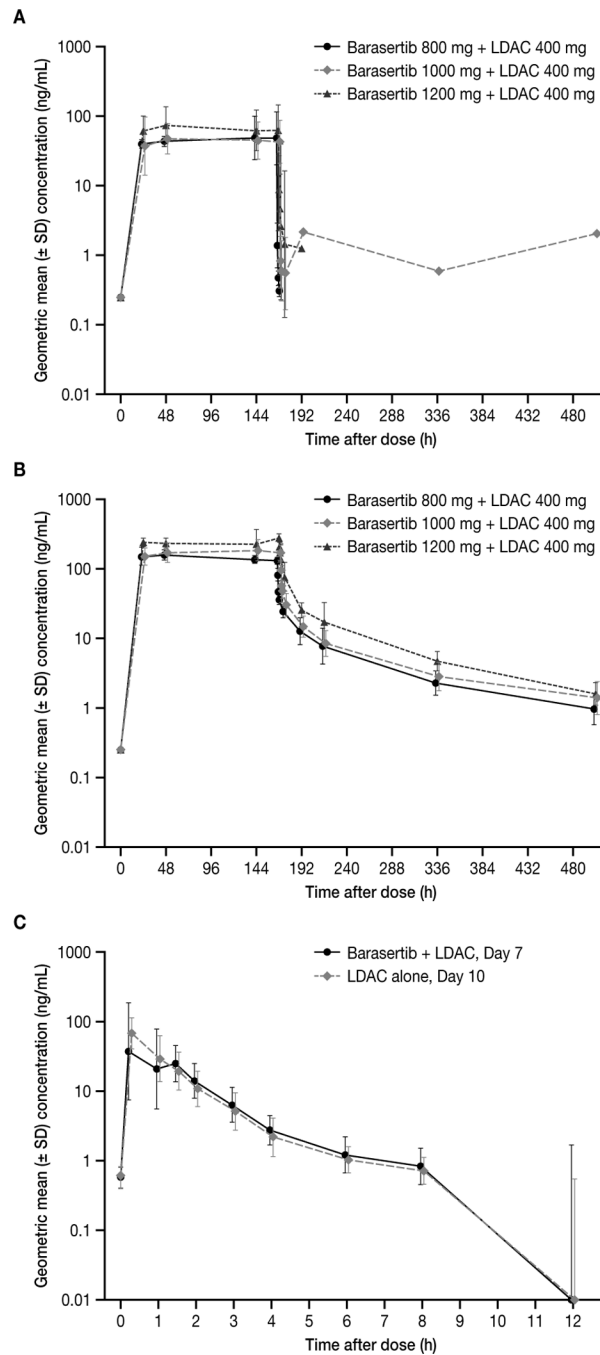 A
Geometric mean (± SD) concentration (ng/mL)
1000
100
10
1
0.1
0.01
Barasertib 800 mg + LDAC 400 mg
Barasertib 1000 mg + LDAC 400 mg
Barasertib 1200 mg + LDAC 400 mg
0 48 96 144 192 240 288 336 384 432 480
Time after dose (h)
B
Geometric mean (± SD) concentration (ng/mL)
1000
100
10
1
0.1
0.01
Barasertib 800 mg + LDAC 400 mg
Barasertib 1000 mg + LDAC 400 mg
Barasertib 1200 mg + LDAC 400 mg
0 48 96 144 192 240 288 336 384 432 480
Time after dose (h)
C
Geometric mean (± SD) concentration (ng/mL)
1000
100
10
1
0.1
0.01
Barasertib + LDAC, Day 7
LDAC alone, Day 10
0 1 2 3 4 5 6 7 8 9 10 11 12
Time after dose (h)